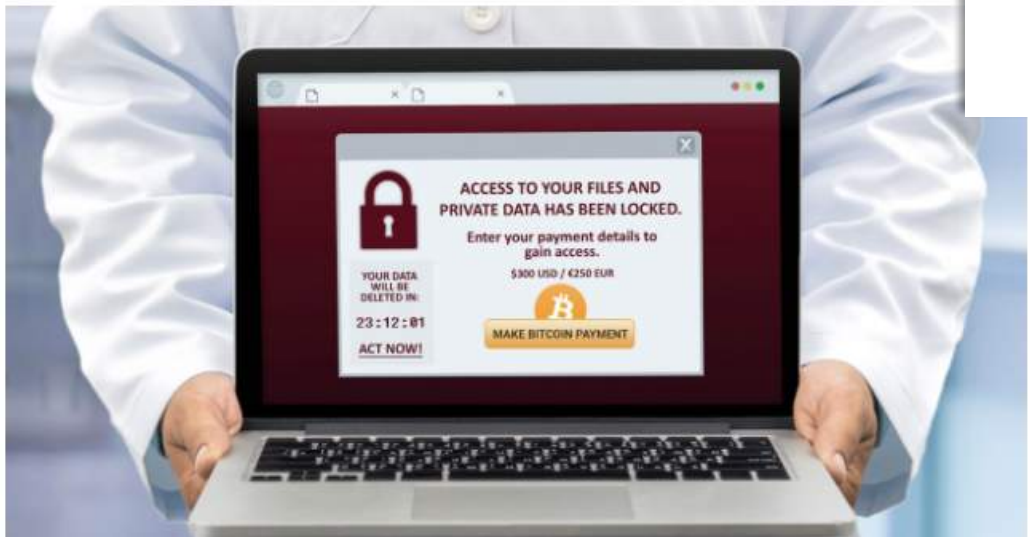 ACCESS TO YOUR FILES AND
PRIVATE DATA HAS BEEN LOCKED.
Enter your payment details to
gain access.
$300 USD / €250 EUR
MAKE BITCOIN PAYMENT
YOUR DATA
WILL BE
DELETED IN:
23:12:01
ACT NOW!